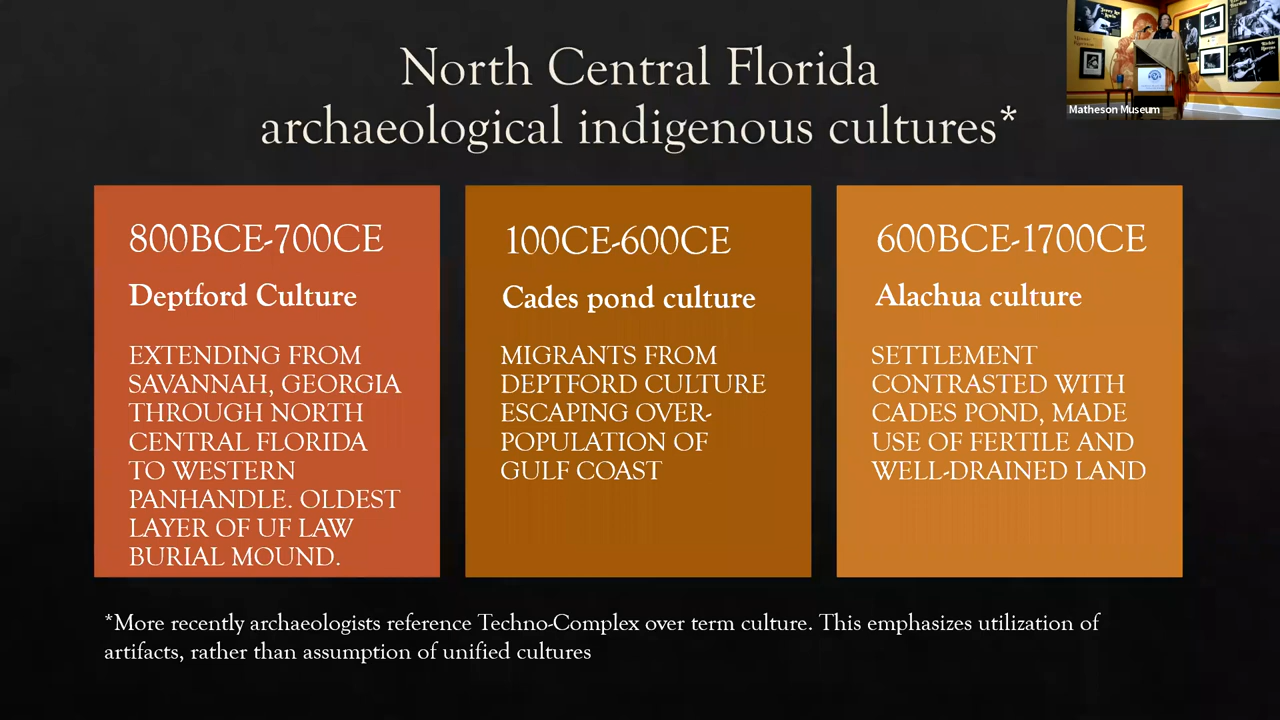 North Central Florida
archaeological indigenous cultures*
Matheson Museum
800BCE-700CE
Deptford Culture
EXTENDING FROM
SAVANNAH, GEORGIA
THROUGH NORTH
CENTRAL FLORIDA
TO WESTERN
PANHANDLE. OLDEST
LAYER OF UF LAW
BURIAL MOUND.
100CE-600CE
Cades pond culture
MIGRANTS FROM
DEPTFORD CULTURE
ESCAPING OVER-
POPULATION OF
GULF COAST
600BCE-1700CE
Alachua culture
SETTLEMENT
CONTRASTED WITH
CADES POND, MADE
USE OF FERTILE AND
WELL-DRAINED LAND
*More recently archaeologists reference Techno-Complex over term culture. This emphasizes utilization of
artifacts, rather than assumption of unified cultures